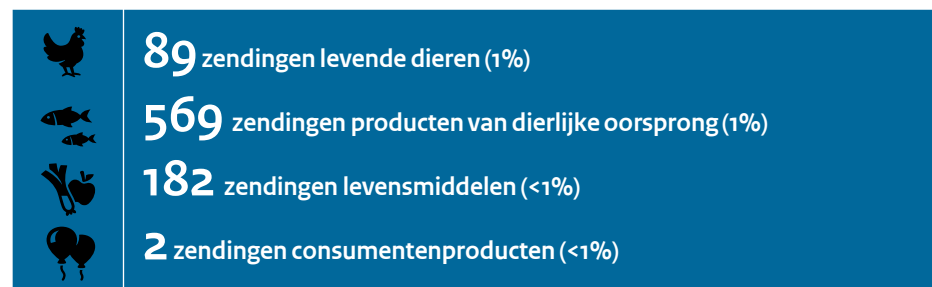 89 zendingen levende dieren (1%)
569 zendingen producten van dierlijke oorsprong (1%)
182 zendingen levensmiddelen (<1%)
2 zendingen consumentenproducten (<1%)